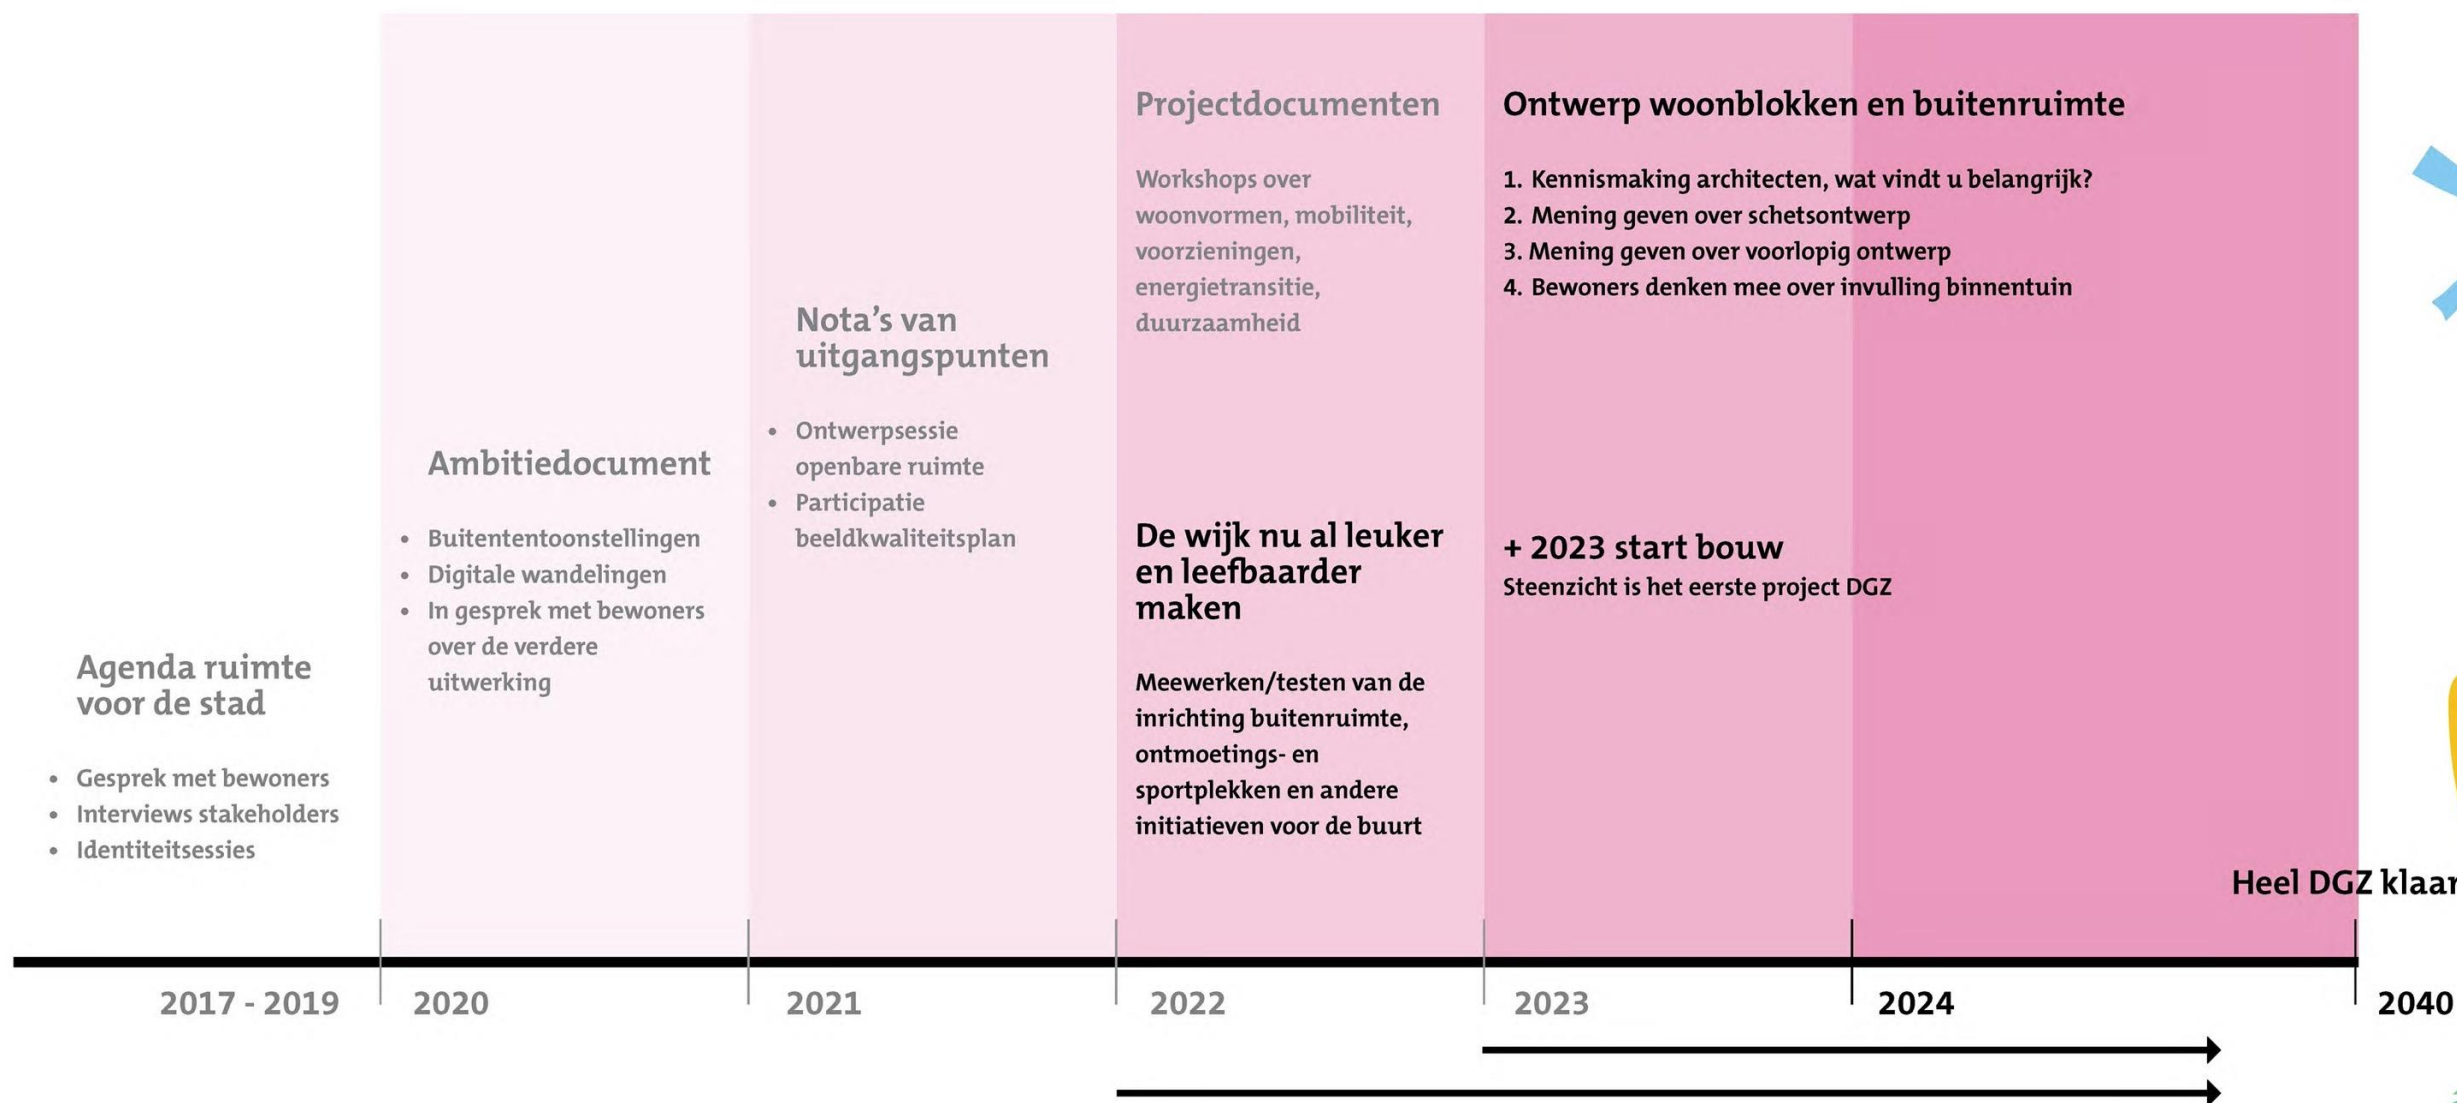 Agenda ruimte
voor de stad
• Gesprek met bewoners
• Interviews stakeholders
• Identiteitsessies
Ambitiedocument
• Buitententoonstellingen
• Digitale wandelingen
• In gesprek met bewoners
over de verdere
uitwerking
Nota's van
uitgangspunten
• Ontwerpsessie
openbare ruimte
• Participatie
beeldkwaliteitsplan
Projectdocumenten
Workshops over
woonvormen, mobiliteit,
voorzieningen,
energietransitie,
duurzaamheid
De wijk nu al leuker
en leefbaarder
maken
Meewerken/testen van de
inrichting buitenruimte,
ontmoetings- en
sportplekken en andere
initiatieven voor de buurt
Ontwerp woonblokken en buitenruimte
1. Kennismaking architecten, wat vindt u belangrijk?
2. Mening geven over schetsontwerp
3. Mening geven over voorlopig ontwerp
4. Bewoners denken mee over invulling binnentuin
+ 2023 start bouw
Steenzicht is het eerste project DGZ
Heel DGZ klaar
2017 - 2019
2020
2021
2022
2023
2024
2040